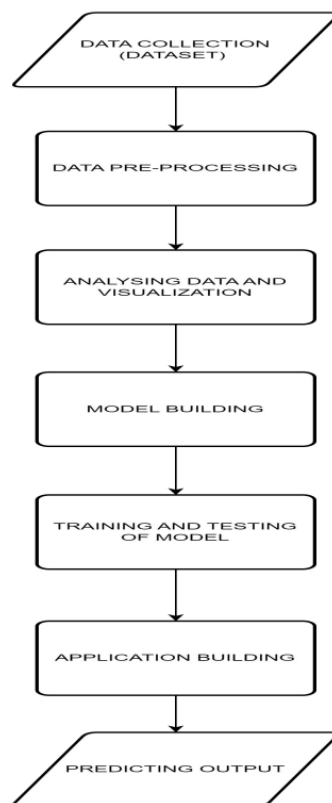 DATA COLLECTION
(DATASET)
DATA PRE-PROCESSING
ANALYSING DATA AND
VISUALIZATION
MODEL BUILDING
TRAINING AND TESTING
OF MODEL
APPLICATION BUILDING
PREDICTING OUTPUT